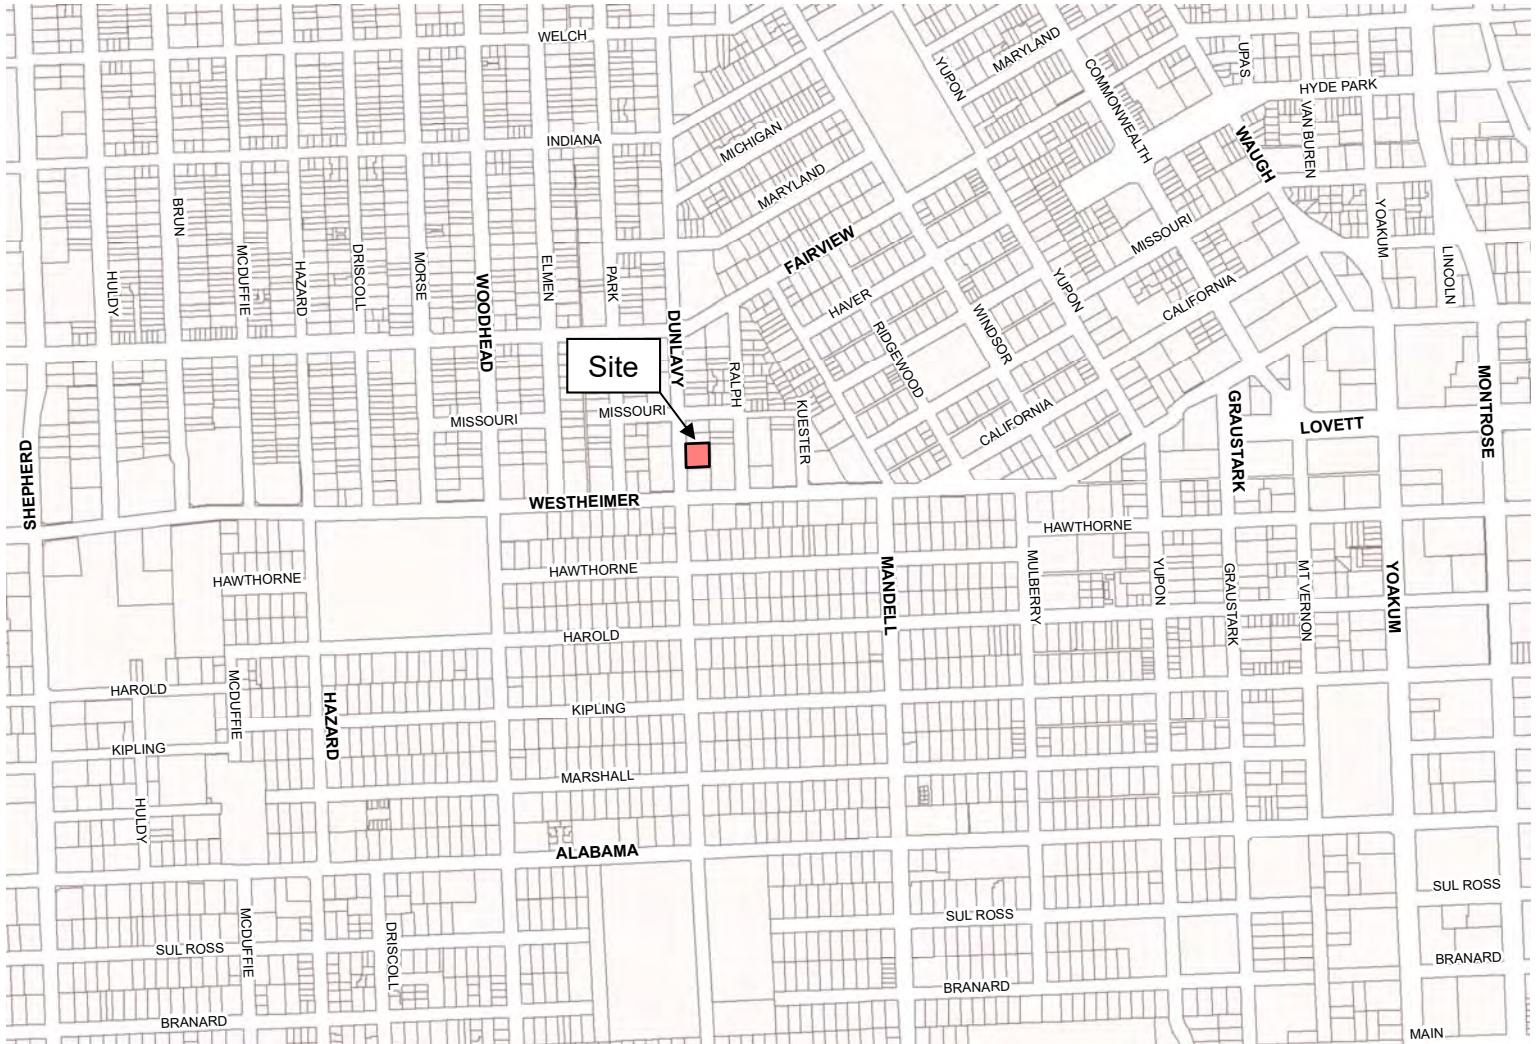 WELCH
MARYLAND
UPAS
YUPON
COMMONWEALTH
HYDE PARK
VAN BUREN
INDIANA
MICHIGAN
WAUGH
MARYLAND
BRUN
YOAKUM
MISSOURI
FAIRVIEW
MCDUFFIE
HAZARD
DRISCOLL
MORSE
ELMEN
PARK
HULDY
WOODHEAD
LINCOLN
YUPON
CALIFORNIA
HAVER
WINDSOR
RIDGEWOOD
DUNLAVY
Site
RALPH
MONTROSE
MISSOURI
MISSOURI
KUESTER
CALIFORNIA
GRAUSTARK
LOVETT
SHEPHERD
WESTHEIMER
HAWTHORNE
HAWTHORNE
HAWTHORNE
MANDELL
MULBERRY
YUPON
GRAUSTARK
MT VERNON
YOAKUM
HAROLD
HAROLD
MCDUFFIE
HAZARD
KIPLING
KIPLING
MARSHALL
HULDY
ALABAMA
SUL ROSS
MCDUFFIE
SUL ROSS
DRISCOLL
SUL ROSS
BRANARD
BRANARD
BRANARD
MAIN